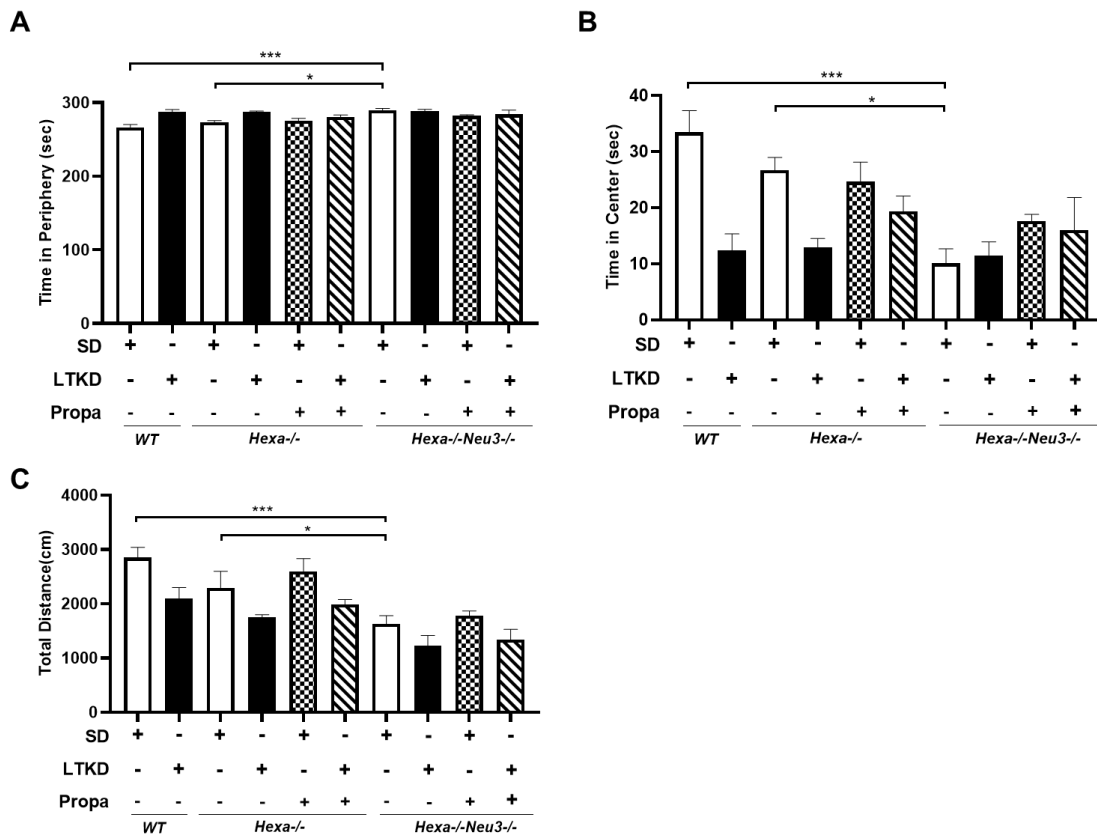 A
***
*
Time in Periphery (sec)
300
200
100
0
SD + - + - + - + - + -
LTKD - + - + - + - + - +
Propa - - - - + + - - + +
WT Hexa-/- Hexa-/-Neu3-/-
B
***
*
Time in Center (sec)
40
30
20
10
0
SD + - + - + - + - + -
LTKD - + - + - + - + - +
Propa - - - - + + - - + +
WT Hexa-/- Hexa-/-Neu3-/-
C
***
*
Total Distance(cm)
4000
3000
2000
1000
0
SD + - + - + - + - + -
LTKD - + - + - + - + - +
Propa - - - - + + - - + +
WT Hexa-/- Hexa-/-Neu3-/-